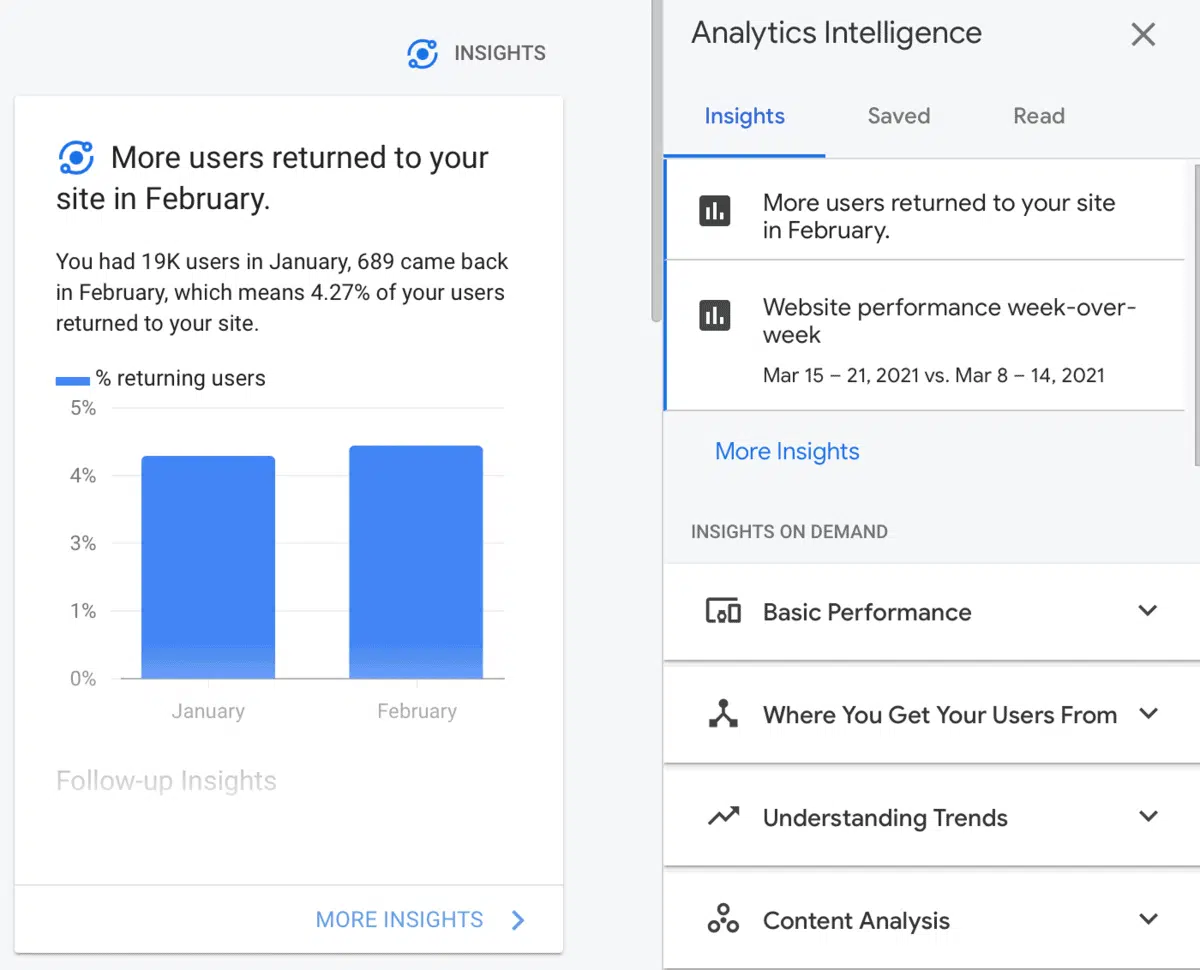 INSIGHTS
More users returned to your
site in February.
You had 19K users in January, 689 came back
in February, which means 4.27% of your users
returned to your site.
% returning users
5%
4%
3%
1%
0%
January
February
Follow-up Insights
MORE INSIGHTS
Analytics Intelligence
Insights
Saved
Read
More users returned to your site
in February.
Website performance week-over-
week
Mar 15 – 21, 2021 vs. Mar 8 – 14, 2021
More Insights
INSIGHTS ON DEMAND
Basic Performance
Where You Get Your Users From
Understanding Trends
Content Analysis